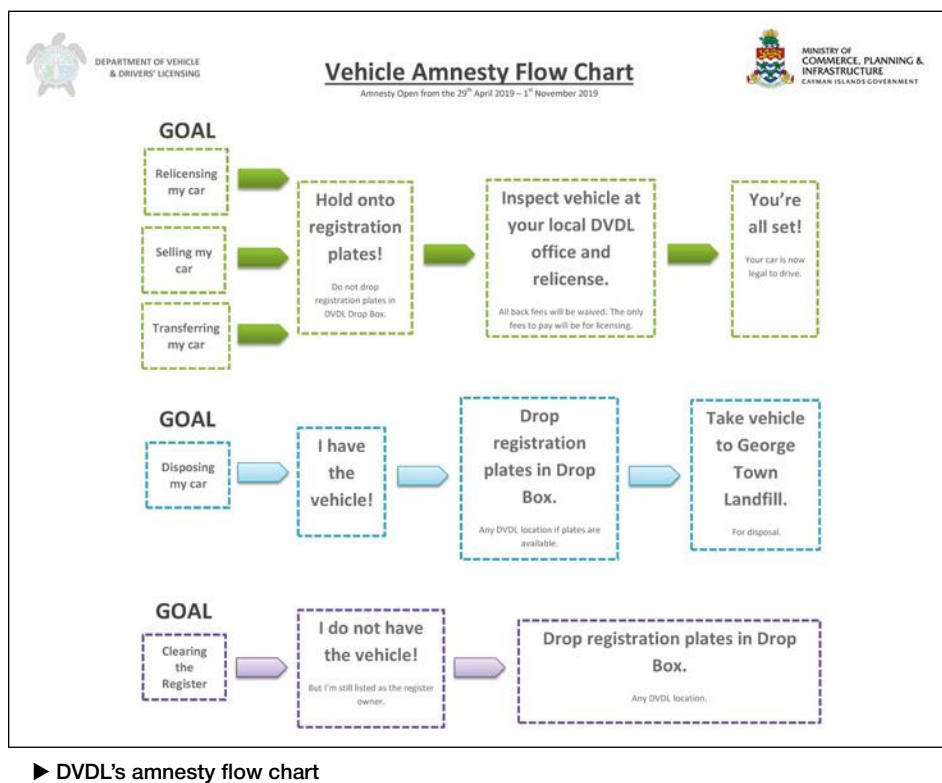 DEPARTMENT OF VEHICLE
& DRIVERS' LICENSING
Vehicle Amnesty Flow Chart
Amnesty Open from the 29th April 2019 – 1st November 2019
MINISTRY OF
COMMERCE, PLANNING &
INFRASTRUCTURE
CAYMAN ISLANDS GOVERNMENT
GOAL
Relicensing
my car
Selling my
car
Transferring
my car
Hold onto
registration
plates!
Do not drop
registration plates in
DVDL Drop Box.
Inspect vehicle at
your local DVDL
office and
relicense.
All back fees will be waived. The only
fees to pay will be for licensing.
You're
all set!
Your car is now
legal to drive.
GOAL
Disposing
my car
I have
the
vehicle!
Drop
registration
plates in Drop
Box.
Any DVDL location if plates are
available.
Take vehicle
to George
Town
Landfill.
For disposal.
GOAL
Clearing
the
Register
I do not have
the vehicle!
But I'm still listed as the register
owner.
Drop registration plates in Drop
Box.
Any DVDL location.
▶ DVDL's amnesty flow chart